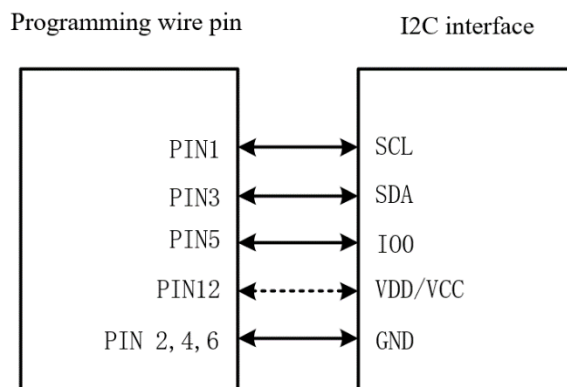 Programming wire pin
I2C interface
PIN1 SCL
PIN3 SDA
PIN5 IO0
PIN12 VDD/VCC
PIN 2,4,6 GND